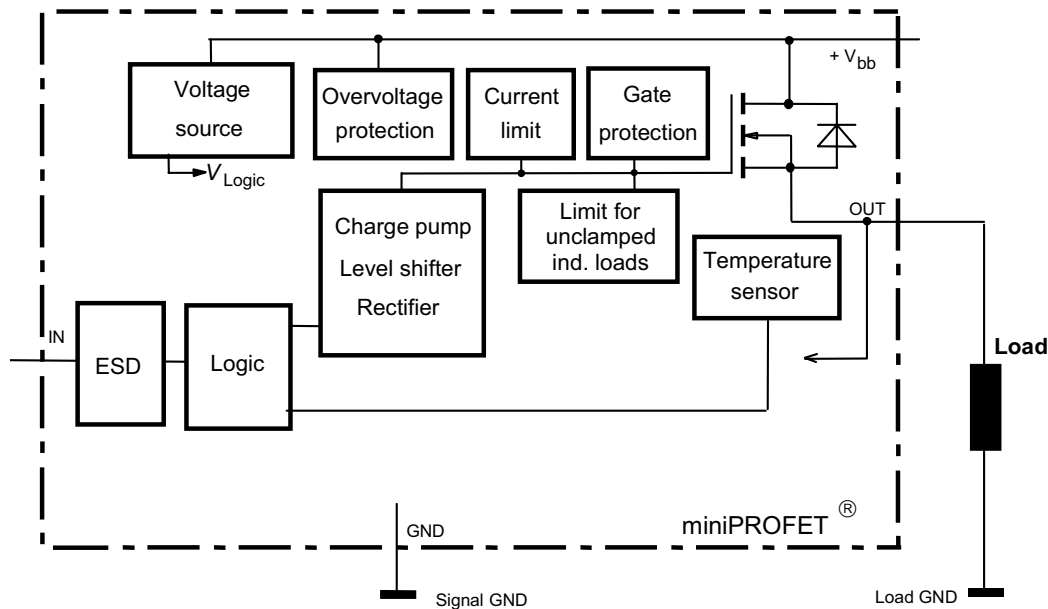 + V bb
Voltage
source
V Logic
Overvoltage
protection
Current
limit
Gate
protection
Charge pump
Level shifter
Rectifier
Limit for
unclamped
ind. loads
OUT
Temperature
sensor
IN
ESD
Logic
Load
miniPROFET ®
GND
Signal GND
Load GND